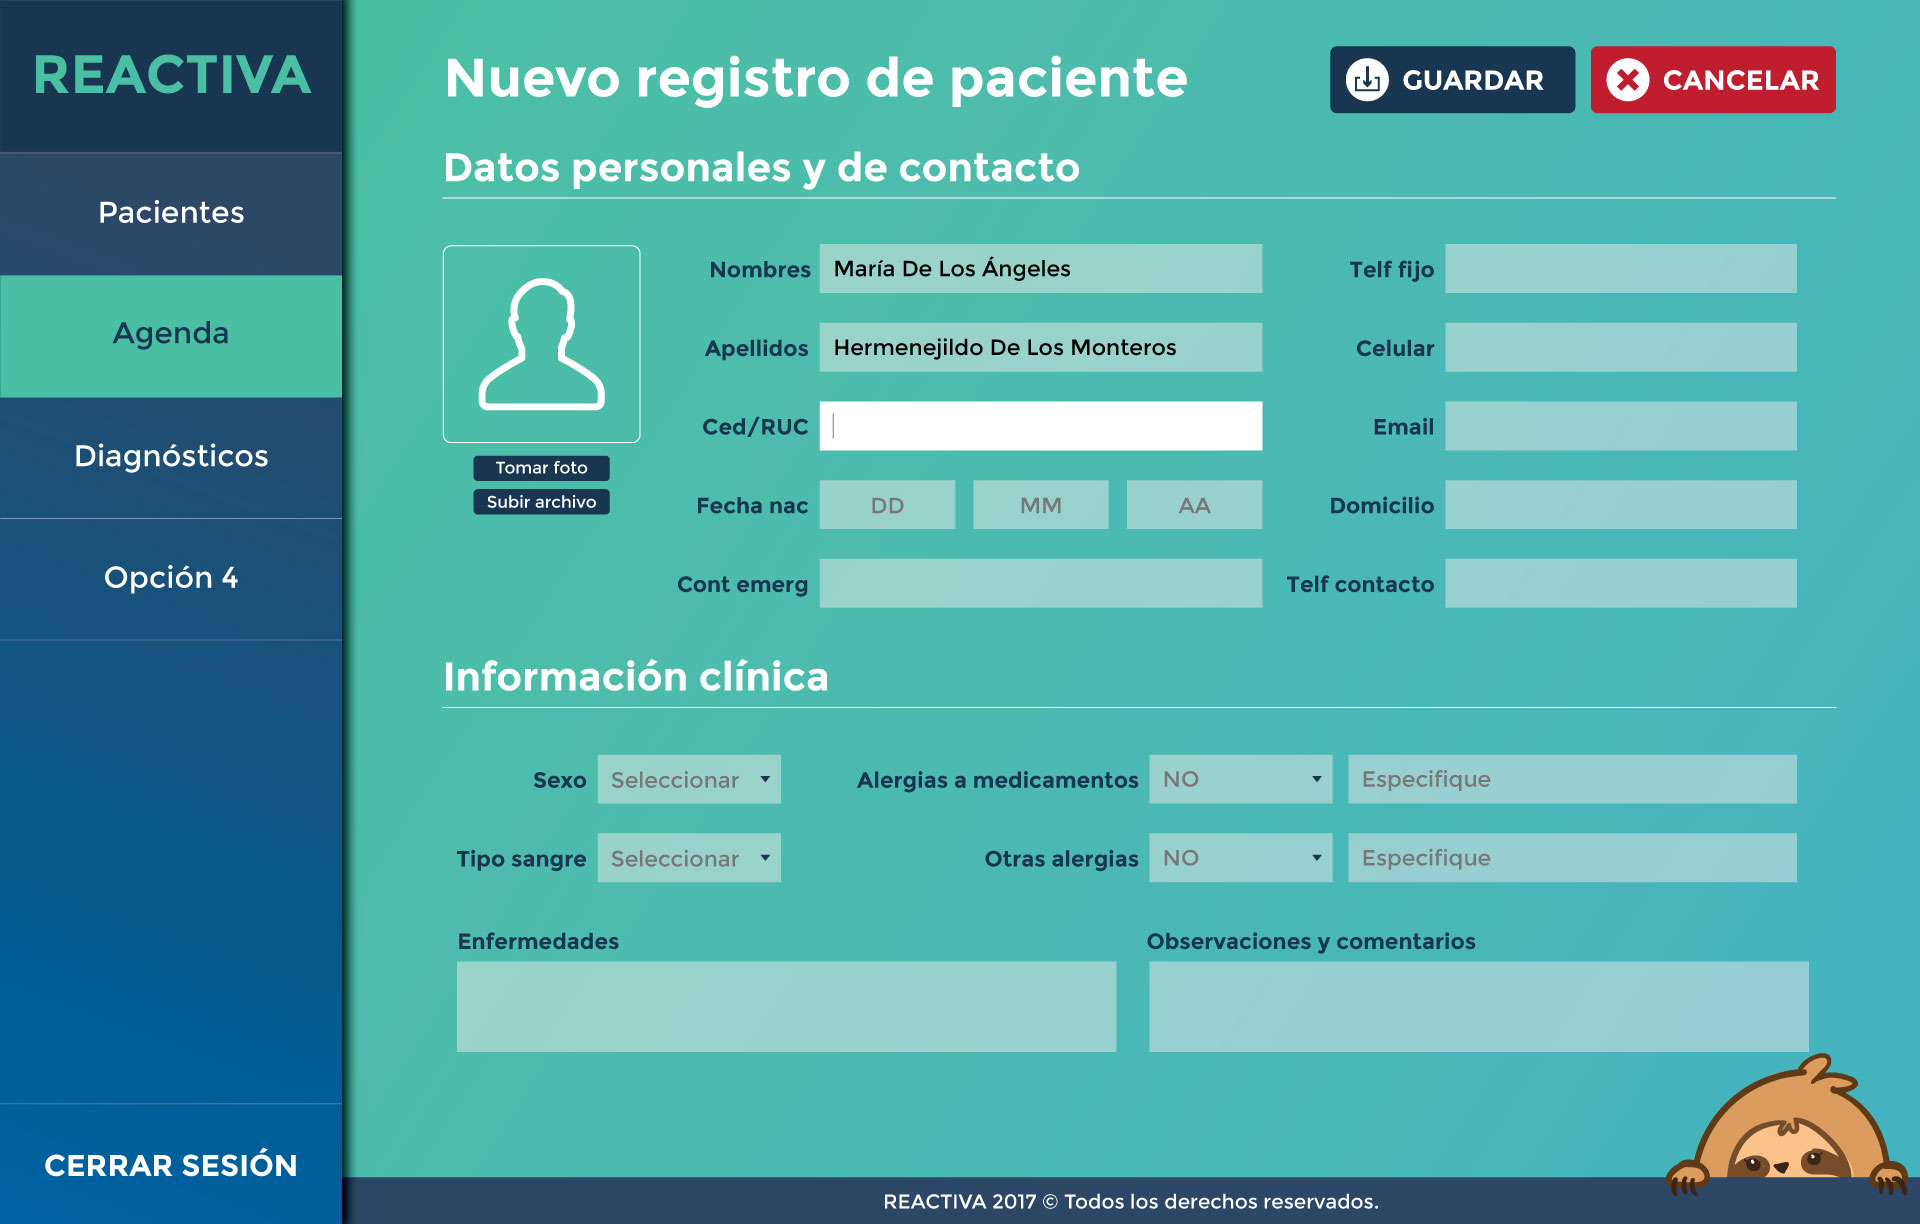 REACTIVA
Pacientes
Agenda
Diagnósticos
Opción 4
CERRAR SESIÓN
Nuevo registro de paciente
GUARDAR
CANCELAR
Datos personales y de contacto
Tomar foto
Subir archivo
Nombres María De Los Ángeles
Telf fijo
Apellidos Hermenejildo De Los Monteros
Celular
Ced/RUC
Email
Fecha nac DD MM AA
Domicilio
Cont emerg
Telf contacto
Información clínica
Sexo Seleccionar
Alergias a medicamentos NO Especifique
Tipo sangre Seleccionar
Otras alergias NO Especifique
Enfermedades
Observaciones y comentarios
REACTIVA 2017 © Todos los derechos reservados.